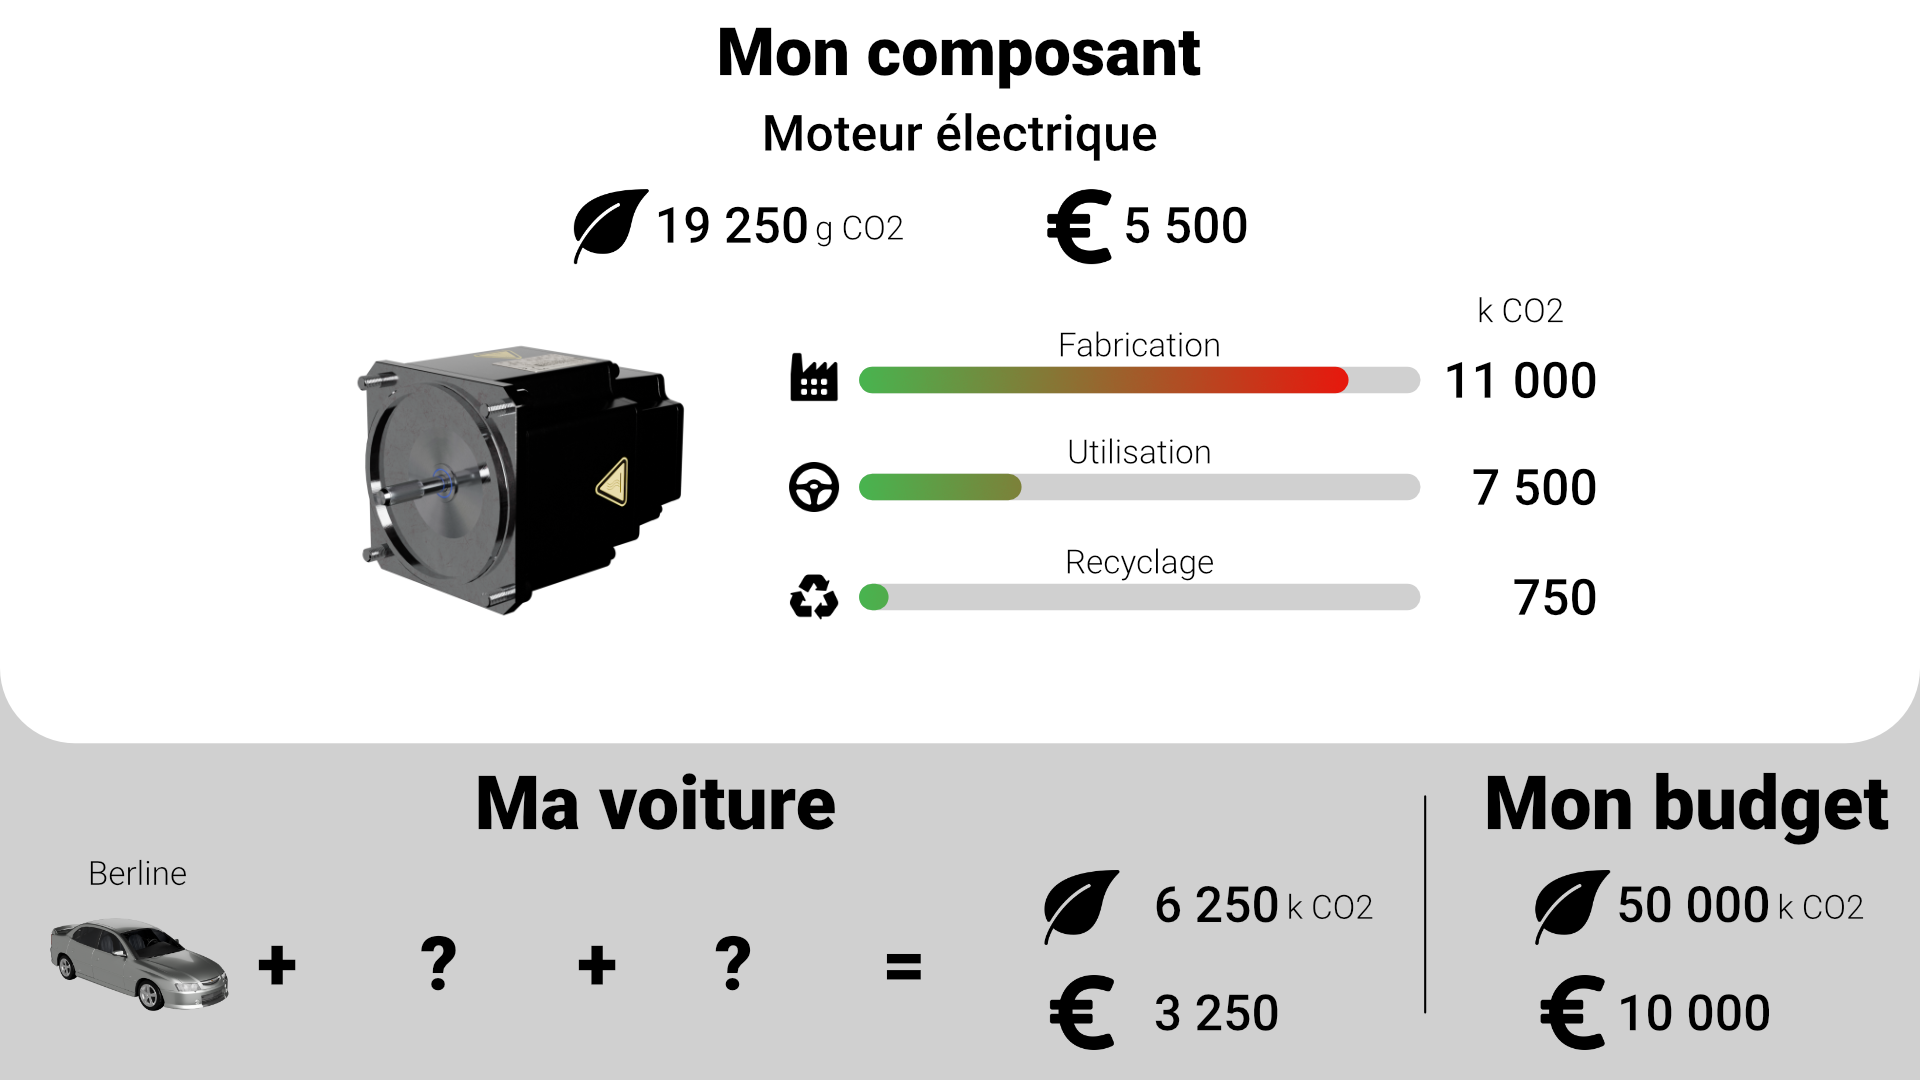 Mon composant
Moteur électrique
19 250 g CO2
€ 5 500
k CO2
Fabrication
11 000
Utilisation
7 500
Recyclage
750
Ma voiture
Mon budget
Berline
+ ? + ? =
6 250 k CO2
€ 3 250
50 000 k CO2
€ 10 000